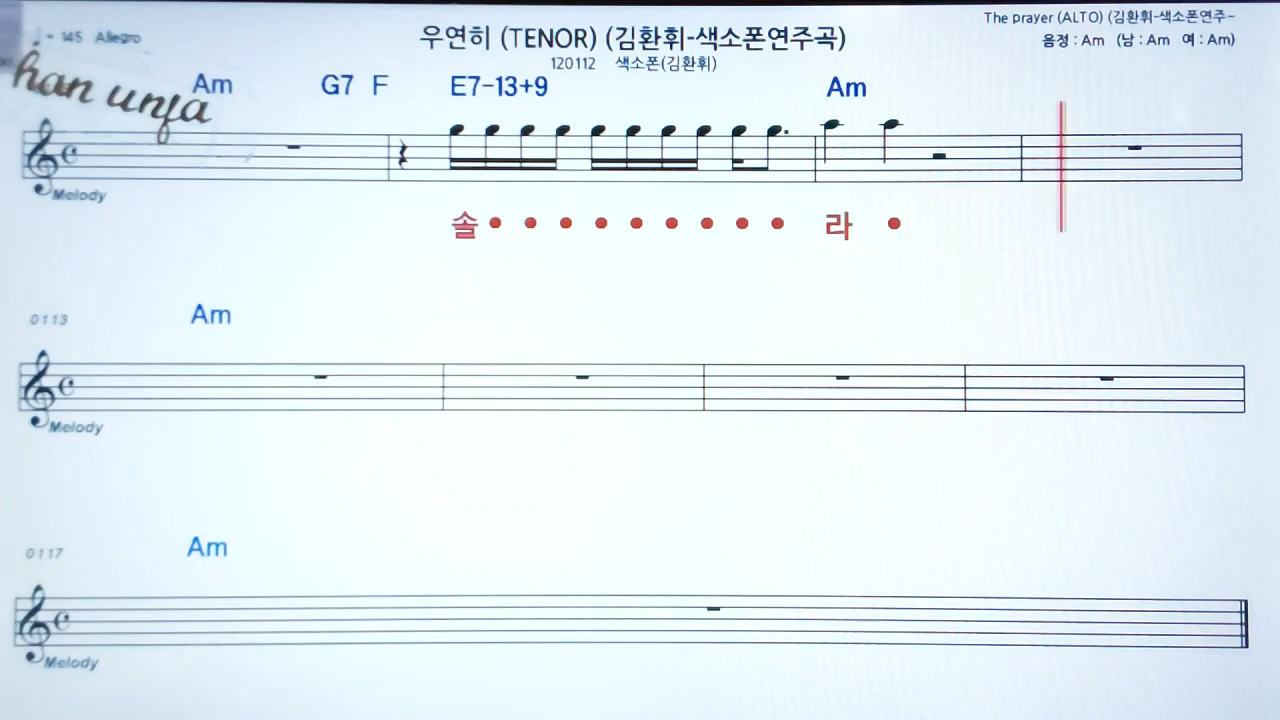 ♩= 145 Allegro
우연히 (TENOR) (김환휘-색소폰연주곡)
The prayer (ALTO) (김환휘-색소폰연주~
음정 : Am (남 : Am 여 : Am)
120112 색소폰(김환휘)
han unja
Am G7 F E7-13+9 Am
Melody
솔 • • • • • • • • • 라 •
0113 Am
Melody
0117 Am
Melody